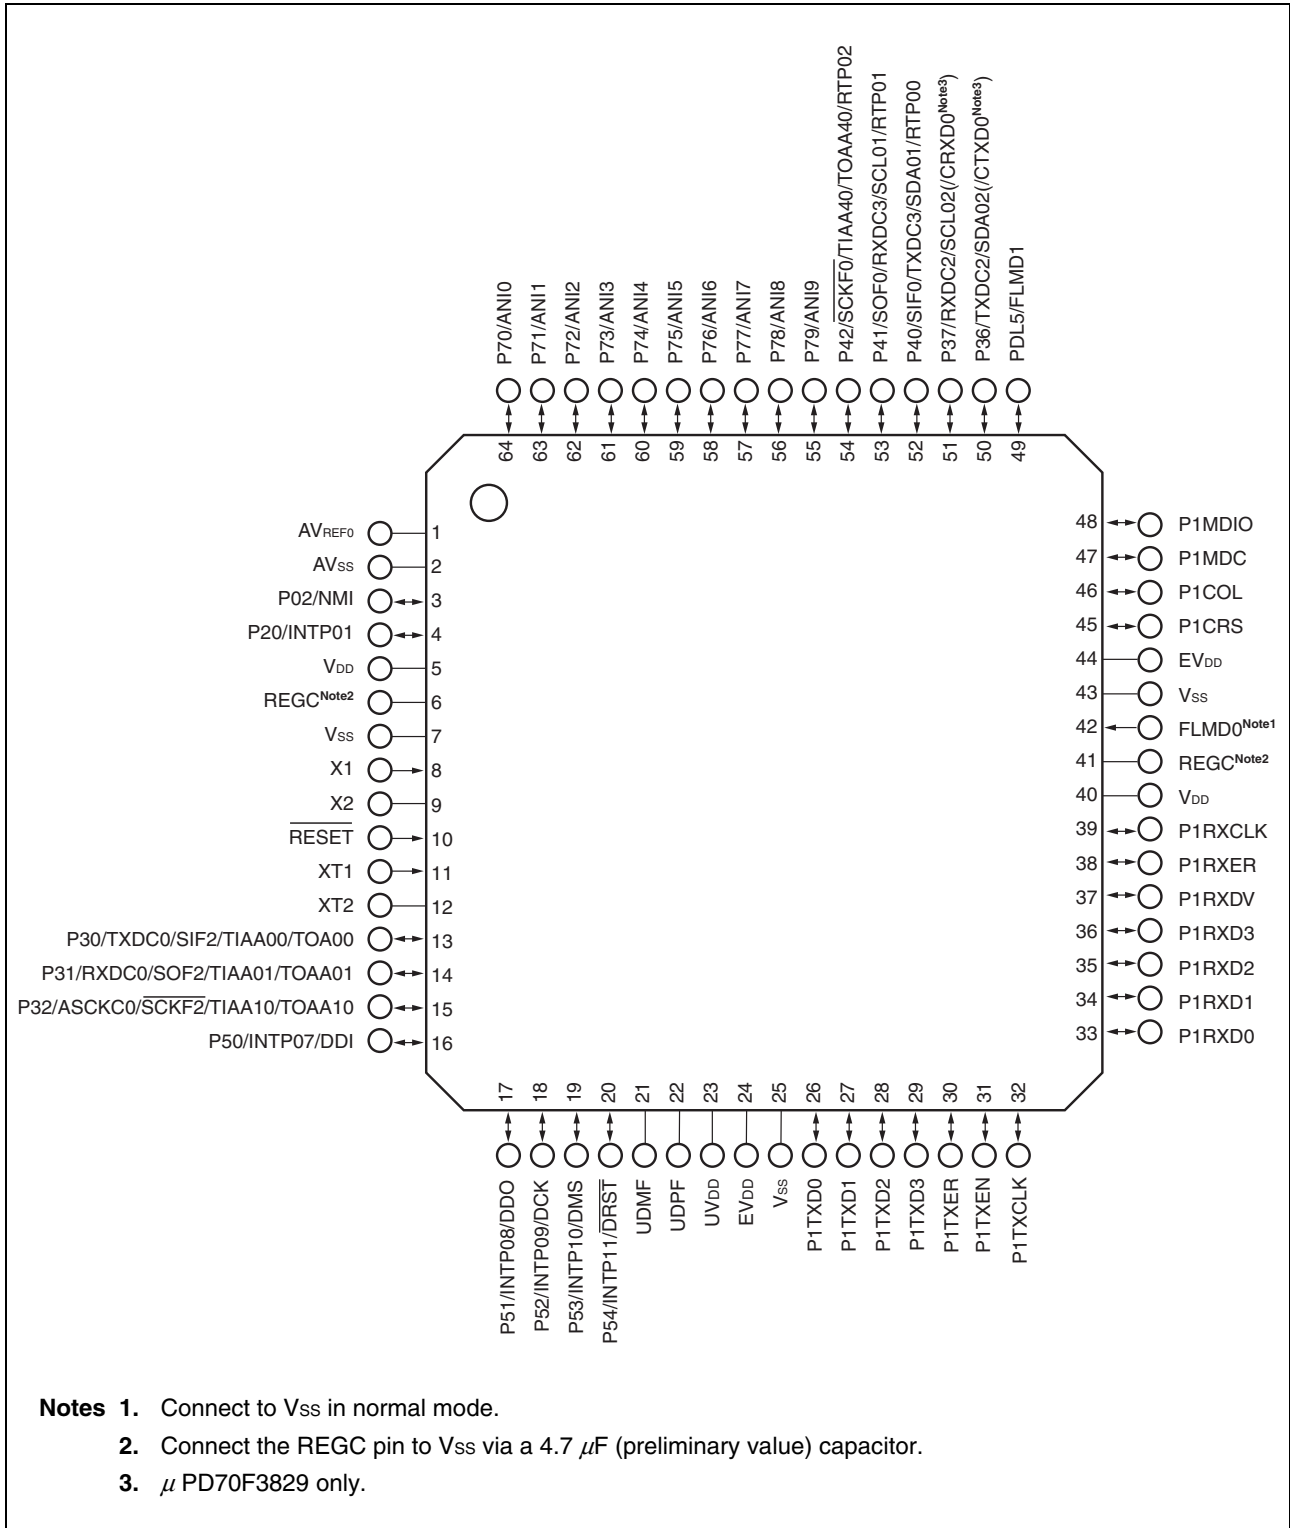 P70/ANI0
P71/ANI1
P72/ANI2
P73/ANI3
P74/ANI4
P75/ANI5
P76/ANI6
P77/ANI7
P78/ANI8
P79/ANI9
P42/SCKF0/TIAA40/TOAA40/RTP02
P41/SOF0/RXDC3/SCL01/RTP01
P40/SIF0/TXDC3/SDA01/RTP00
P37/RXDC2/SCL02(/CRXD0Note3)
P36/TXDC2/SDA02(/CTXD0Note3)
PDL5/FLMD1
64
63
62
61
60
59
58
57
56
55
54
53
52
51
50
49
AVREF0 1
AVSS 2
P02/NMI 3
P20/INTP01 4
VDD 5
REGCNote2 6
VSS 7
X1 8
X2 9
RESET 10
XT1 11
XT2 12
P30/TXDC0/SIF2/TIAA00/TOA00 13
P31/RXDC0/SOF2/TIAA01/TOAA01 14
P32/ASCKC0/SCKF2/TIAA10/TOAA10 15
P50/INTP07/DDI 16
48 P1MDIO
47 P1MDC
46 P1COL
45 P1CRS
44 EVDD
43 VSS
42 FLMD0Note1
41 REGCNote2
40 VDD
39 P1RXCLK
38 P1RXER
37 P1RXDV
36 P1RXD3
35 P1RXD2
34 P1RXD1
33 P1RXD0
17
18
19
20
21
22
23
24
25
26
27
28
29
30
31
32
P51/INTP08/DDO
P52/INTP09/DCK
P53/INTP10/DMS
P54/INTP11/DRST
UDMF
UDPF
UVDD
EVDD
VSS
P1TXD0
P1TXD1
P1TXD2
P1TXD3
P1TXER
P1TXEN
P1TXCLK
Notes 1. Connect to VSS in normal mode.
2. Connect the REGC pin to VSS via a 4.7 μF (preliminary value) capacitor.
3. μ PD70F3829 only.